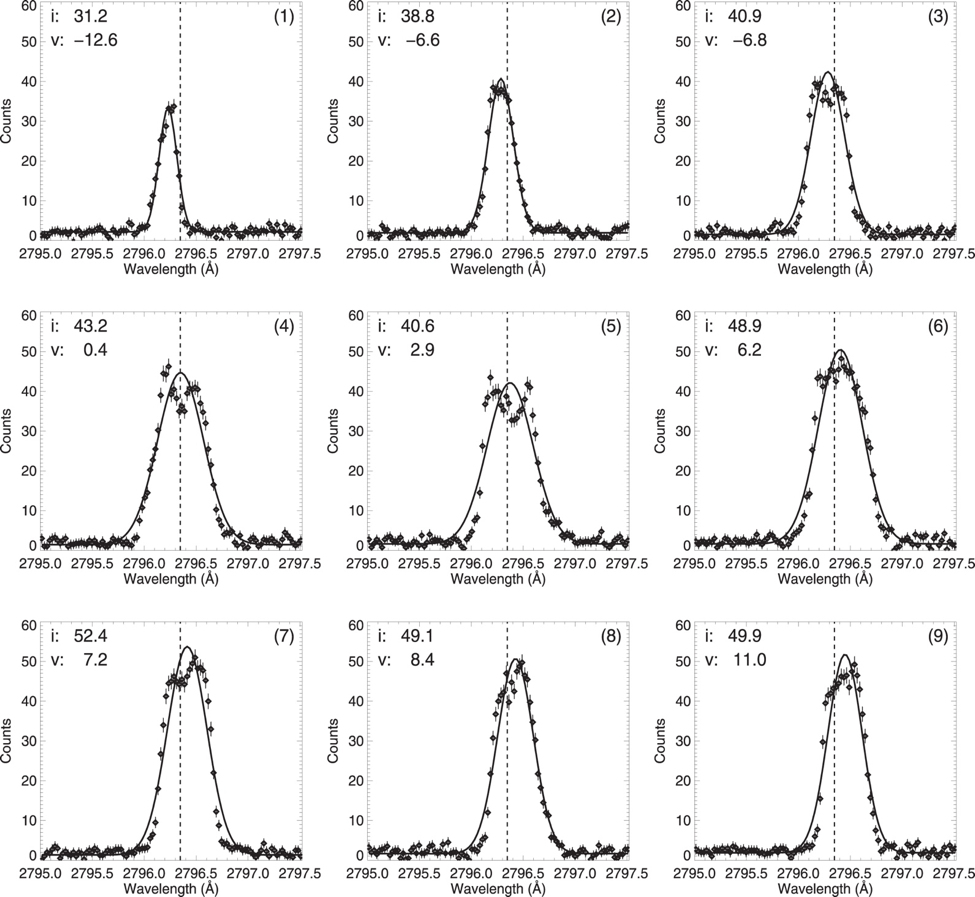 60
50
40
30
20
10
0
Counts
i: 31.2
v: −12.6
(1)
2795.0 2795.5 2796.0 2796.5 2797.0 2797.5
Wavelength (Å)
60
50
40
30
20
10
0
Counts
i: 38.8
v: −6.6
(2)
2795.0 2795.5 2796.0 2796.5 2797.0 2797.5
Wavelength (Å)
60
50
40
30
20
10
0
Counts
i: 40.9
v: −6.8
(3)
2795.0 2795.5 2796.0 2796.5 2797.0 2797.5
Wavelength (Å)
60
50
40
30
20
10
0
Counts
i: 43.2
v: 0.4
(4)
2795.0 2795.5 2796.0 2796.5 2797.0 2797.5
Wavelength (Å)
60
50
40
30
20
10
0
Counts
i: 40.6
v: 2.9
(5)
2795.0 2795.5 2796.0 2796.5 2797.0 2797.5
Wavelength (Å)
60
50
40
30
20
10
0
Counts
i: 48.9
v: 6.2
(6)
2795.0 2795.5 2796.0 2796.5 2797.0 2797.5
Wavelength (Å)
60
50
40
30
20
10
0
Counts
i: 52.4
v: 7.2
(7)
2795.0 2795.5 2796.0 2796.5 2797.0 2797.5
Wavelength (Å)
60
50
40
30
20
10
0
Counts
i: 49.1
v: 8.4
(8)
2795.0 2795.5 2796.0 2796.5 2797.0 2797.5
Wavelength (Å)
60
50
40
30
20
10
0
Counts
i: 49.9
v: 11.0
(9)
2795.0 2795.5 2796.0 2796.5 2797.0 2797.5
Wavelength (Å)